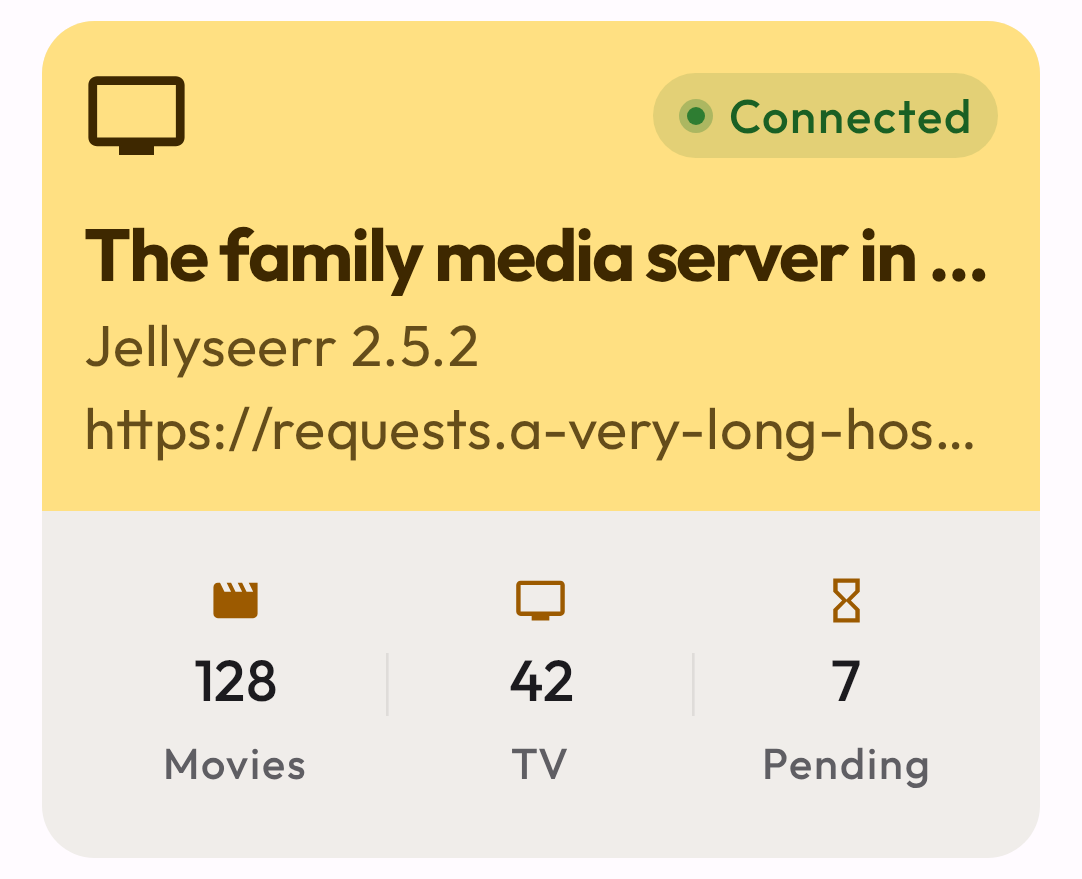 Connected
The family media server in ...
Jellyseerr 2.5.2
https://requests.a-very-long-hos...
128
42
7
Movies
TV
Pending